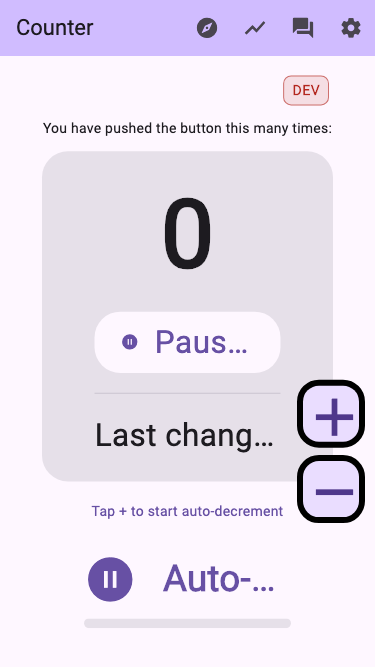 Counter
DEV
You have pushed the button this many times:
0
Paus...
Last chang...
Tap + to start auto-decrement
Auto-...